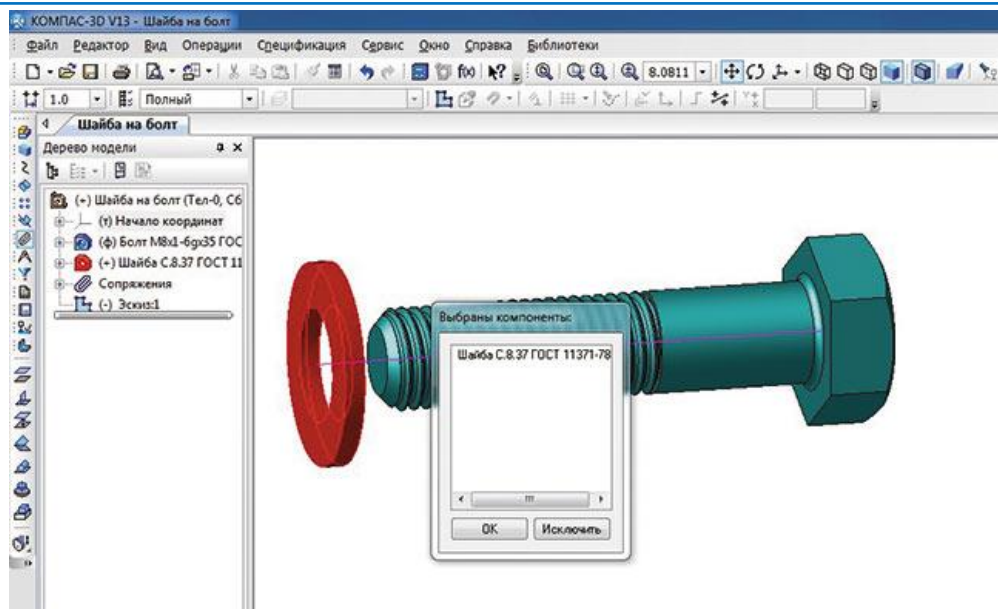 КОМПАС-3D V13 - Шайба на болт
Файл Редактор Вид Операции Спецификация Сервис Окно Справка Библиотеки
f(x) 8.0811
1.0 Полный
Шайба на болт
Дерево модели
(+) Шайба на болт (Тел-0, Сб
(т) Начало координат
(ф) Болт М8х1-6gх35 ГОС
(+) Шайба С.8.37 ГОСТ 11
Сопряжения
(-) Эскиз:1
Выбраны компоненты:
Шайба С.8.37 ГОСТ 11371-78
OK Исключить